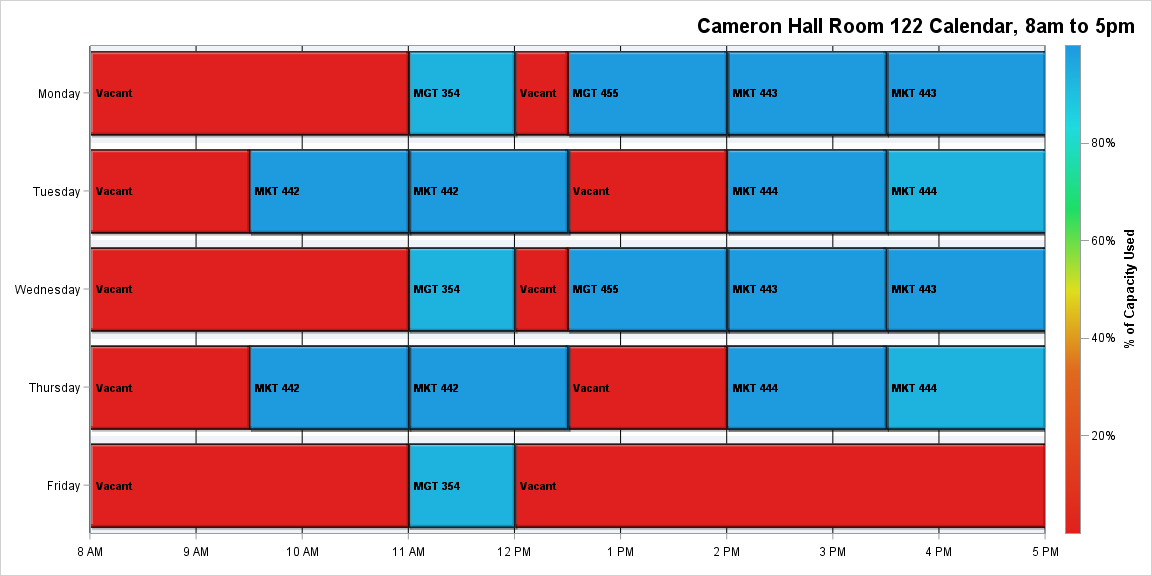 Cameron Hall Room 122 Calendar, 8am to 5pm
Monday
Vacant
MGT 354
Vacant
MGT 455
MKT 443
MKT 443
Tuesday
Vacant
MKT 442
MKT 442
Vacant
MKT 444
MKT 444
Wednesday
Vacant
MGT 354
Vacant
MGT 455
MKT 443
MKT 443
Thursday
Vacant
MKT 442
MKT 442
Vacant
MKT 444
MKT 444
Friday
Vacant
MGT 354
Vacant
8 AM
9 AM
10 AM
11 AM
12 PM
1 PM
2 PM
3 PM
4 PM
5 PM
80%
60%
40%
20%
% of Capacity Used